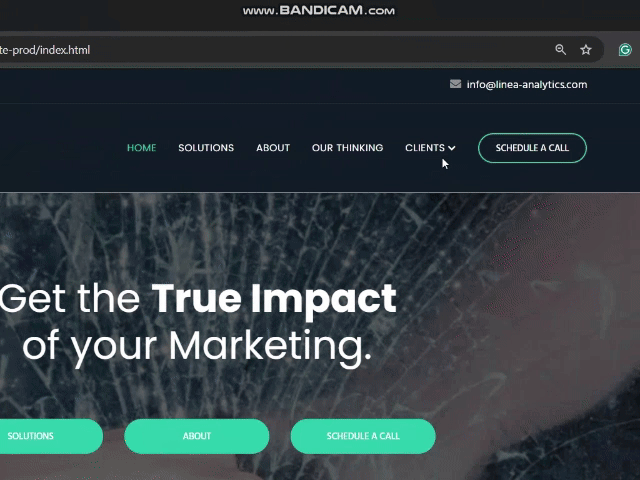 www.BANDICAM.com
te-prod/index.html
info@linea-analytics.com
HOME SOLUTIONS ABOUT OUR THINKING CLIENTS SCHEDULE A CALL
Get the True Impact
of your Marketing.
SOLUTIONS ABOUT SCHEDULE A CALL